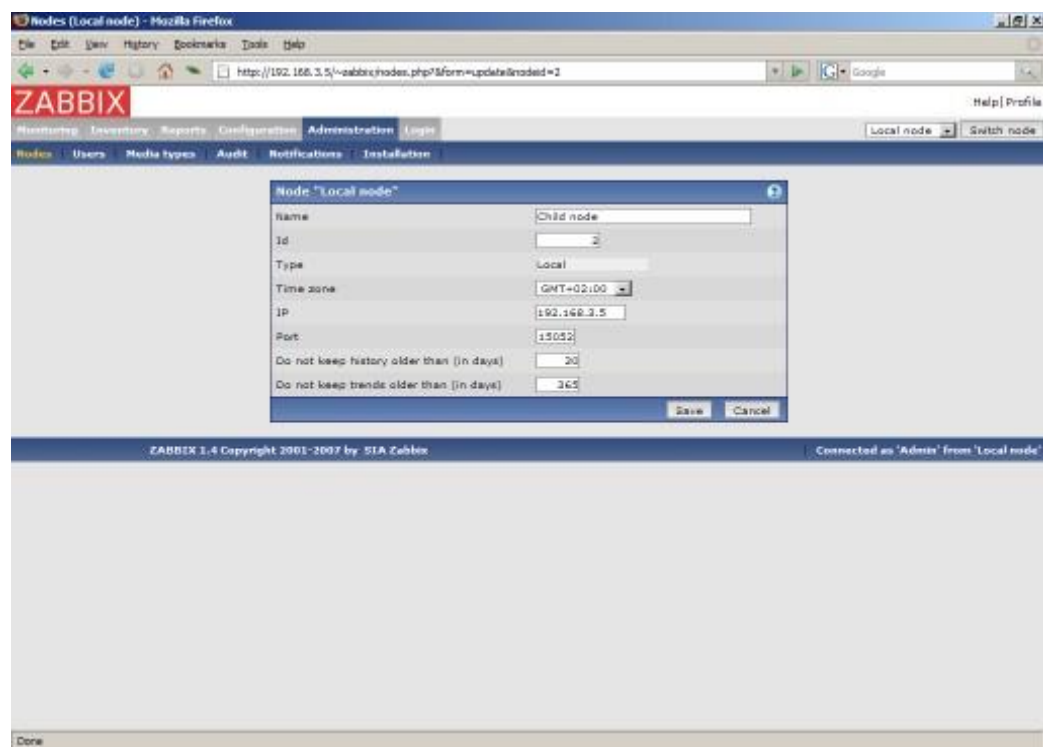 Nodes (Local node) - Mozilla Firefox
File Edit View History Bookmarks Tools Help
http://192.168.3.5/~zabbix/nodes.php?&form=update&nodeid=2 Google
ZABBIX Help | Profile
Monitoring Inventory Reports Configuration Administration Login Local node Switch node
Nodes Users Media types Audit Notifications Installation
Node "Local node"
Name Child node
Id 2
Type Local
Time zone GMT+02:00
IP 192.168.3.5
Port 15052
Do not keep history older than (in days) 30
Do not keep trends older than (in days) 365
Save Cancel
ZABBIX 1.4 Copyright 2001-2007 by SIA Zabbix Connected as 'Admin' from 'Local node'
Done